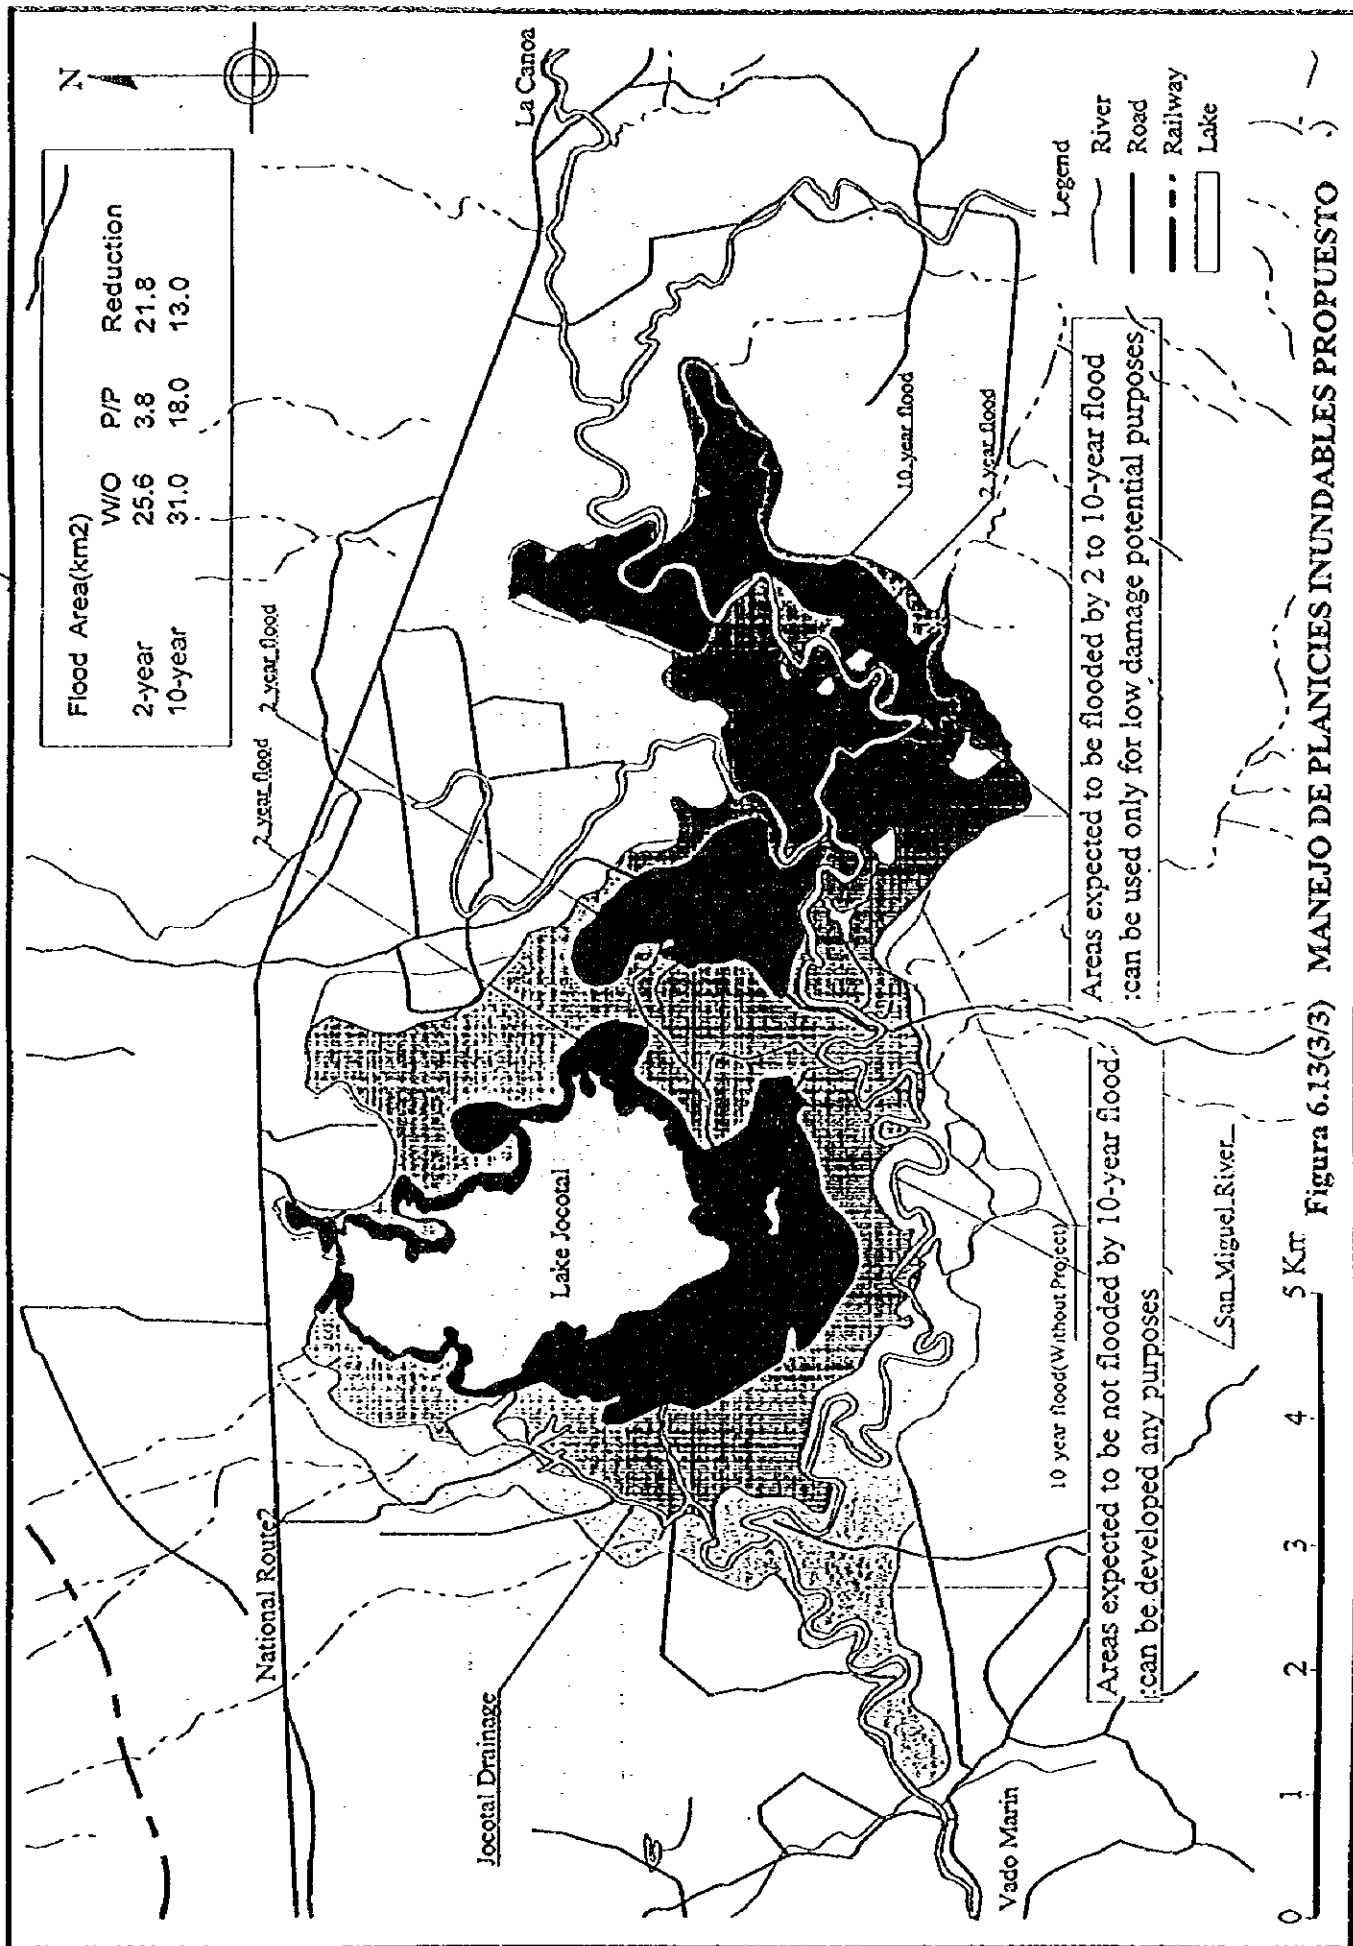 N
Flood Area(km2)
W/O P/P Reduction
2-year 25.6 3.8 21.8
10-year 31.0 18.0 13.0
La Canoa
2 year flood
2 year flood
National Route2
Jocotal Drainage
Lake Jocotal
10 year flood
2 year flood
Vado Marin
10 year flood(Without Project)
San Miguel River
Legend
River
Road
Railway
Lake
Areas expected to be not flooded by 10-year flood
:can be developed any purposes
Areas expected to be flooded by 2 to 10-year flood
:can be used only for low damage potential purposes
0 1 2 3 4 5 Km
Figura 6.13(3/3) MANEJO DE PLANICIES INUNDABLES PROPUESTO